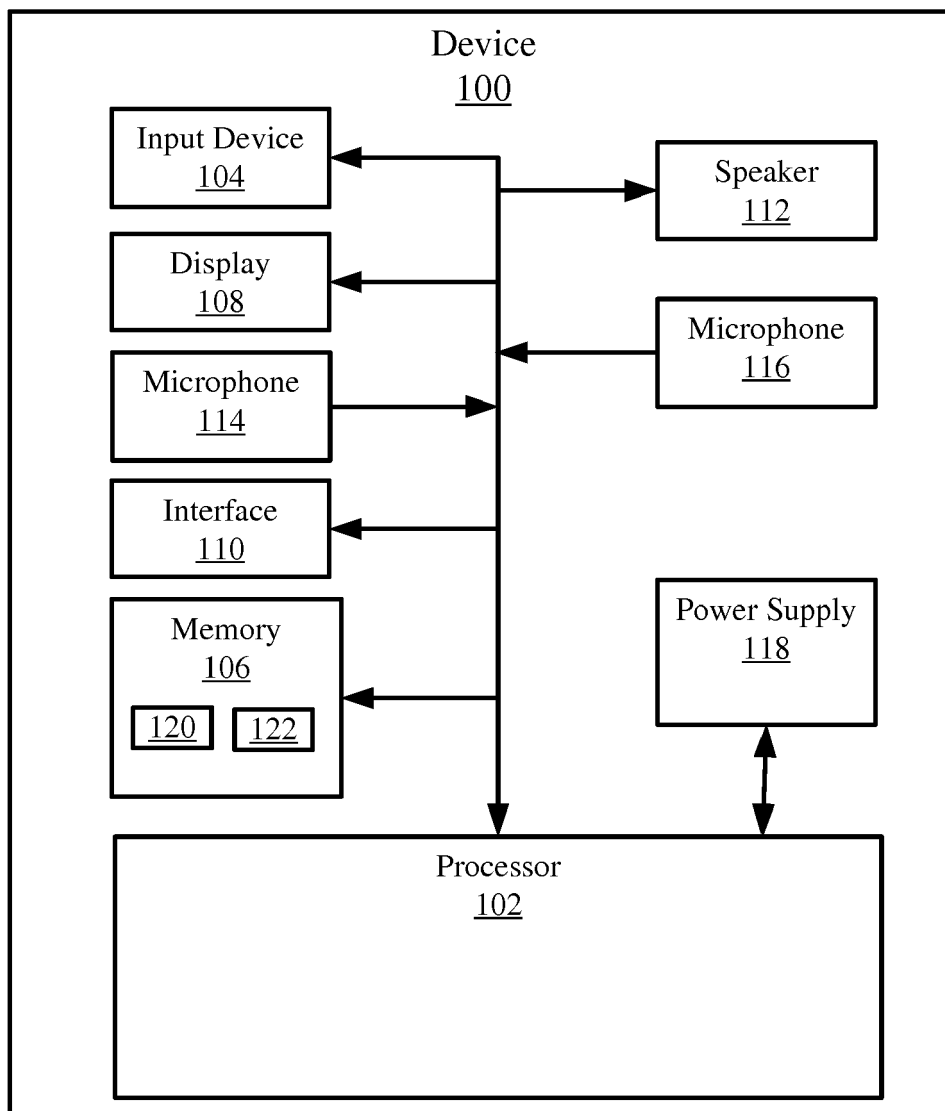 Device
100
Input Device
104
Speaker
112
Display
108
Microphone
116
Microphone
114
Interface
110
Memory
106
120
122
Power Supply
118
Processor
102